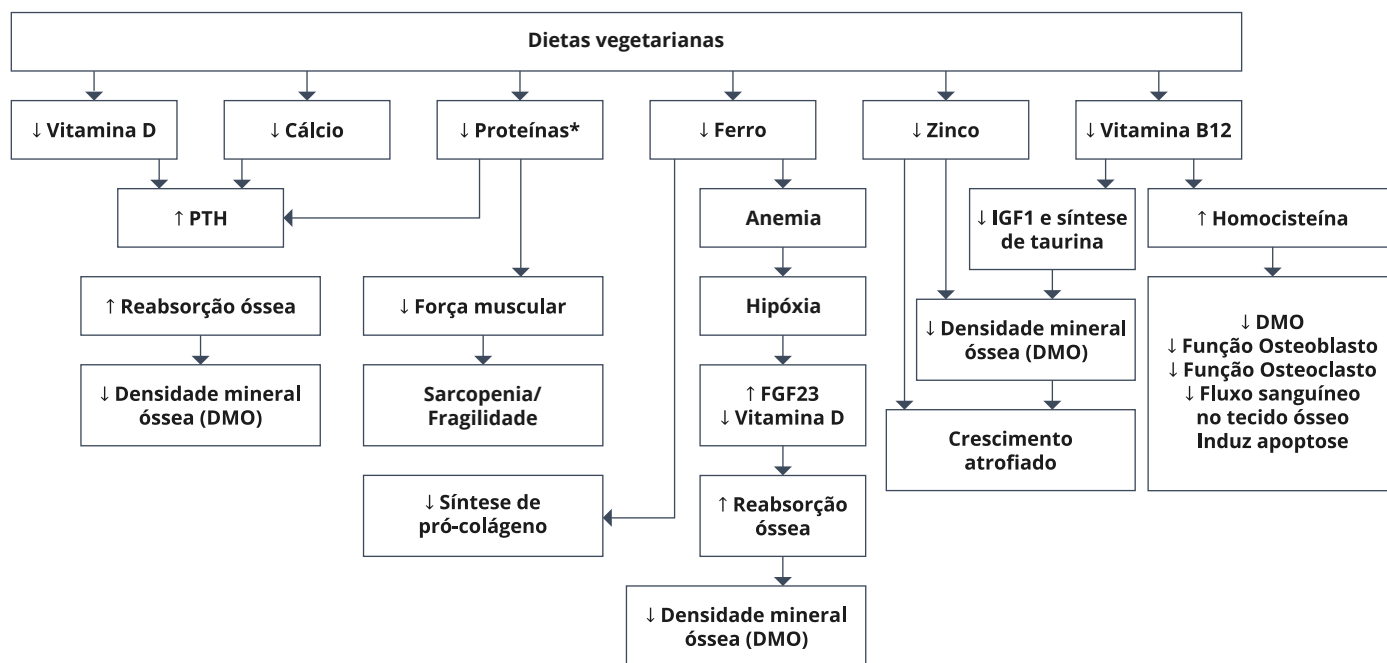 Dietas vegetarianas
↓ Vitamina D
↓ Cálcio
↓ Proteínas*
↓ Ferro
↓ Zinco
↓ Vitamina B12
↑ PTH
Anemia
↓ IGF1 e síntese
de taurina
↑ Homocisteína
↑ Reabsorção óssea
↓ Força muscular
Hipóxia
↓ Densidade mineral
óssea (DMO)
↓ DMO
↓ Função Osteoblasto
↓ Função Osteoclasto
↓ Fluxo sanguíneo
no tecido ósseo
Induz apoptose
↓ Densidade mineral
óssea (DMO)
Sarcopenia/
Fragilidade
↑ FGF23
↓ Vitamina D
Crescimento
atrofiado
↓ Síntese de
pró-colágeno
↑ Reabsorção
óssea
↓ Densidade mineral
óssea (DMO)